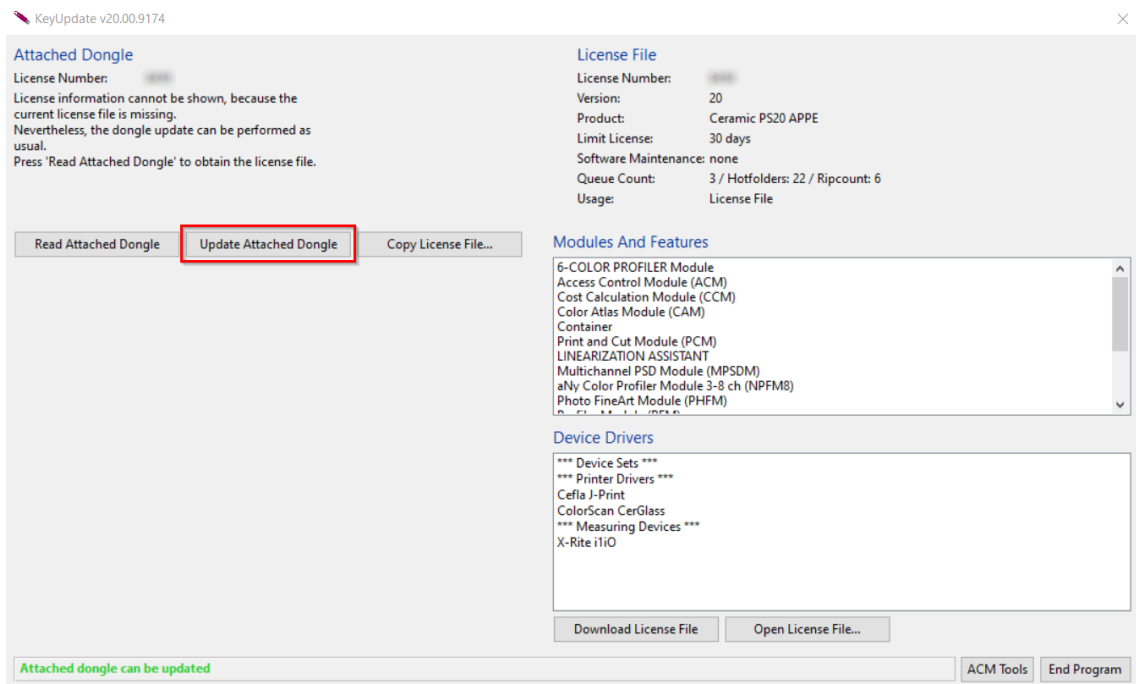 KeyUpdate v20.00.9174
Attached Dongle
License Number:
License information cannot be shown, because the
current license file is missing.
Nevertheless, the dongle update can be performed as
usual.
Press 'Read Attached Dongle' to obtain the license file.
Read Attached Dongle
Update Attached Dongle
Copy License File...
License File
License Number:
Version: 20
Product: Ceramic PS20 APPE
Limit License: 30 days
Software Maintenance: none
Queue Count: 3 / Hotfolders: 22 / Ripcount: 6
Usage: License File
Modules And Features
6-COLOR PROFILER Module
Access Control Module (ACM)
Cost Calculation Module (CCM)
Color Atlas Module (CAM)
Container
Print and Cut Module (PCM)
LINEARIZATION ASSISTANT
Multichannel PSD Module (MPSDM)
aNy Color Profiler Module 3-8 ch (NPFM8)
Photo FineArt Module (PHFM)
Device Drivers
*** Device Sets ***
*** Printer Drivers ***
Cefla J-Print
ColorScan CerGlass
*** Measuring Devices ***
X-Rite i1iO
Download License File
Open License File...
Attached dongle can be updated
ACM Tools
End Program